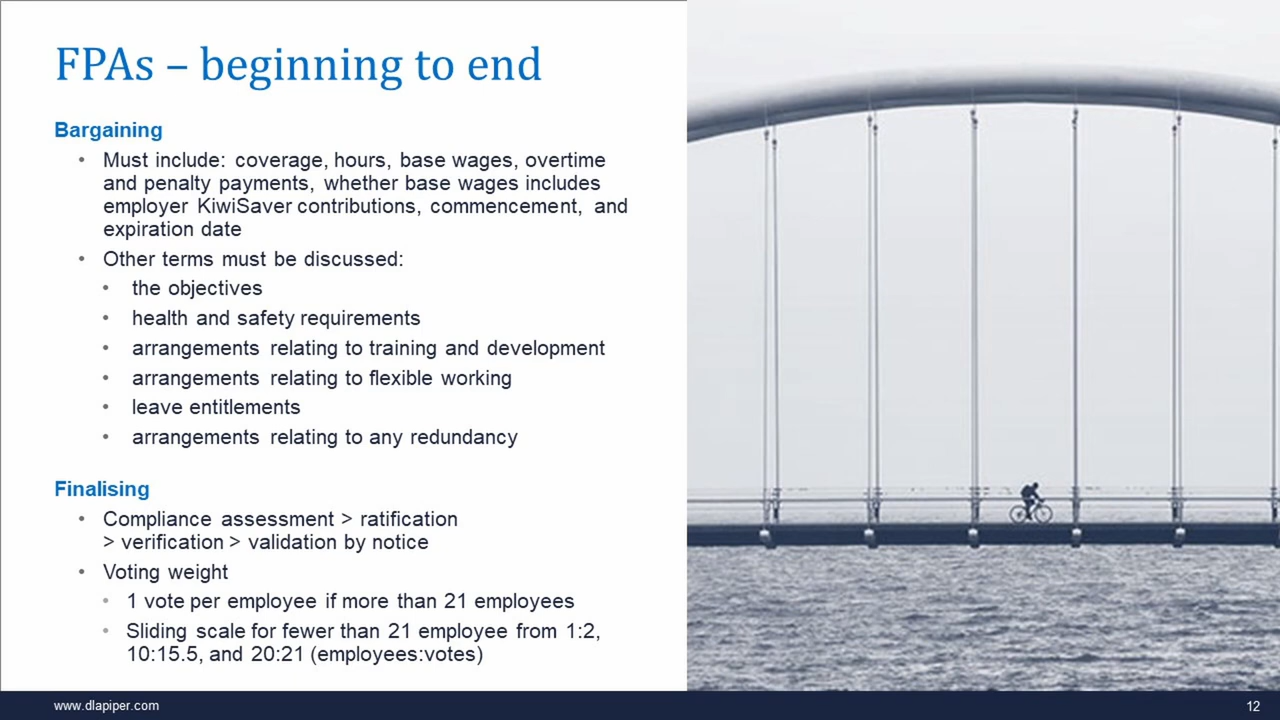 FPAs – beginning to end
Bargaining
• Must include: coverage, hours, base wages, overtime
and penalty payments, whether base wages includes
employer KiwiSaver contributions, commencement, and
expiration date
• Other terms must be discussed:
• the objectives
• health and safety requirements
• arrangements relating to training and development
• arrangements relating to flexible working
• leave entitlements
• arrangements relating to any redundancy
Finalising
• Compliance assessment > ratification
> verification > validation by notice
• Voting weight
• 1 vote per employee if more than 21 employees
• Sliding scale for fewer than 21 employee from 1:2,
10:15.5, and 20:21 (employees:votes)
www.dlapiper.com
12